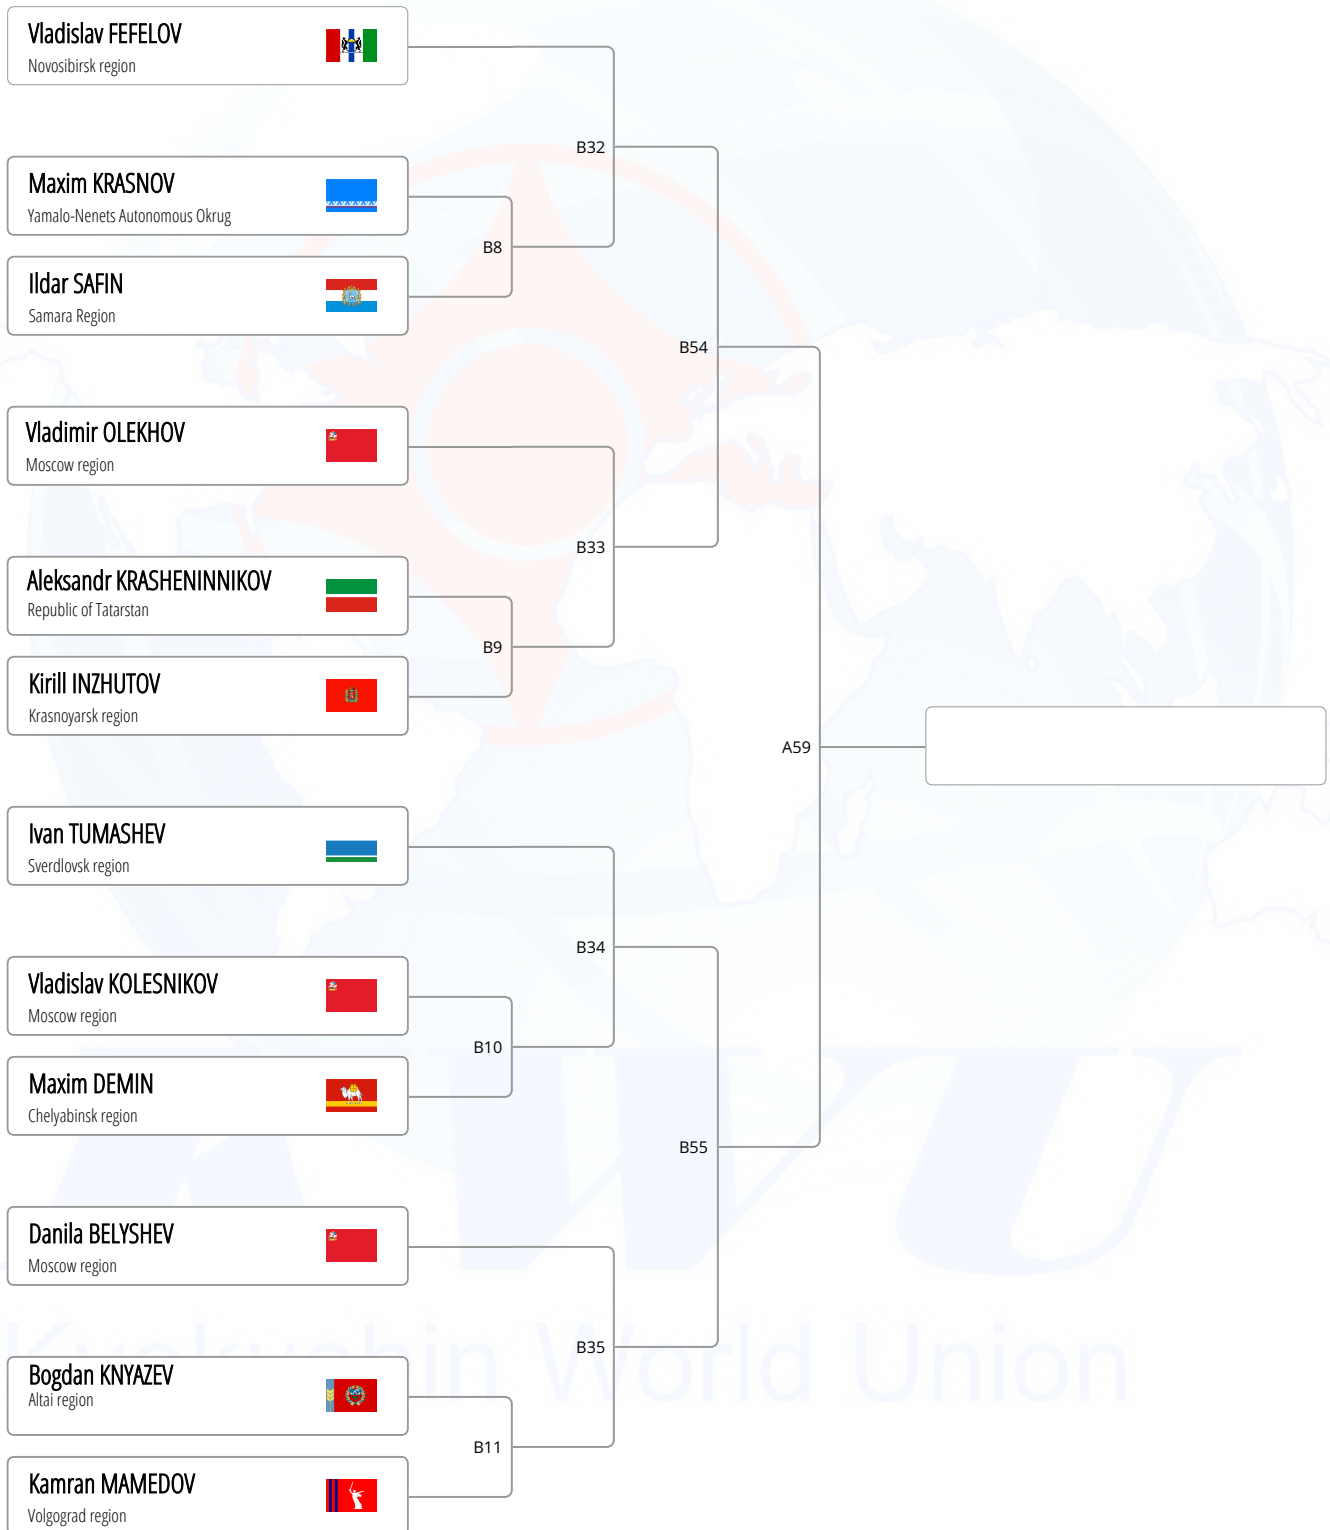 Vladislav FEFELOV
Novosibirsk region
B32
Maxim KRASNOV
Yamalo-Nenets Autonomous Okrug
B8
Ildar SAFIN
Samara Region
B54
Vladimir OLEKHOV
Moscow region
B33
Aleksandr KRASHENINNIKOV
Republic of Tatarstan
B9
Kirill INZHUTOV
Krasnoyarsk region
A59
Ivan TUMASHEV
Sverdlovsk region
B34
Vladislav KOLESNIKOV
Moscow region
B10
Maxim DEMIN
Chelyabinsk region
B55
Danila BELYSHEV
Moscow region
B35
KWU
Kyokushin World Union
Bogdan KNYAZEV
Altai region
B11
Kamran MAMEDOV
Volgograd region